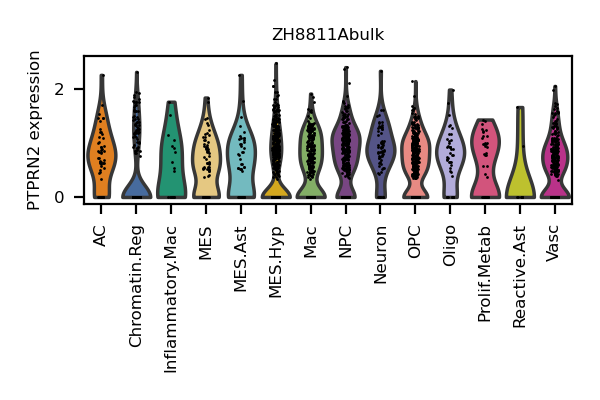 ZH8811Abulk
PTPRN2 expression
2
0
AC
Chromatin.Reg
Inflammatory.Mac
MES
MES.Ast
MES.Hyp
Mac
NPC
Neuron
OPC
Oligo
Prolif.Metab
Reactive.Ast
Vasc